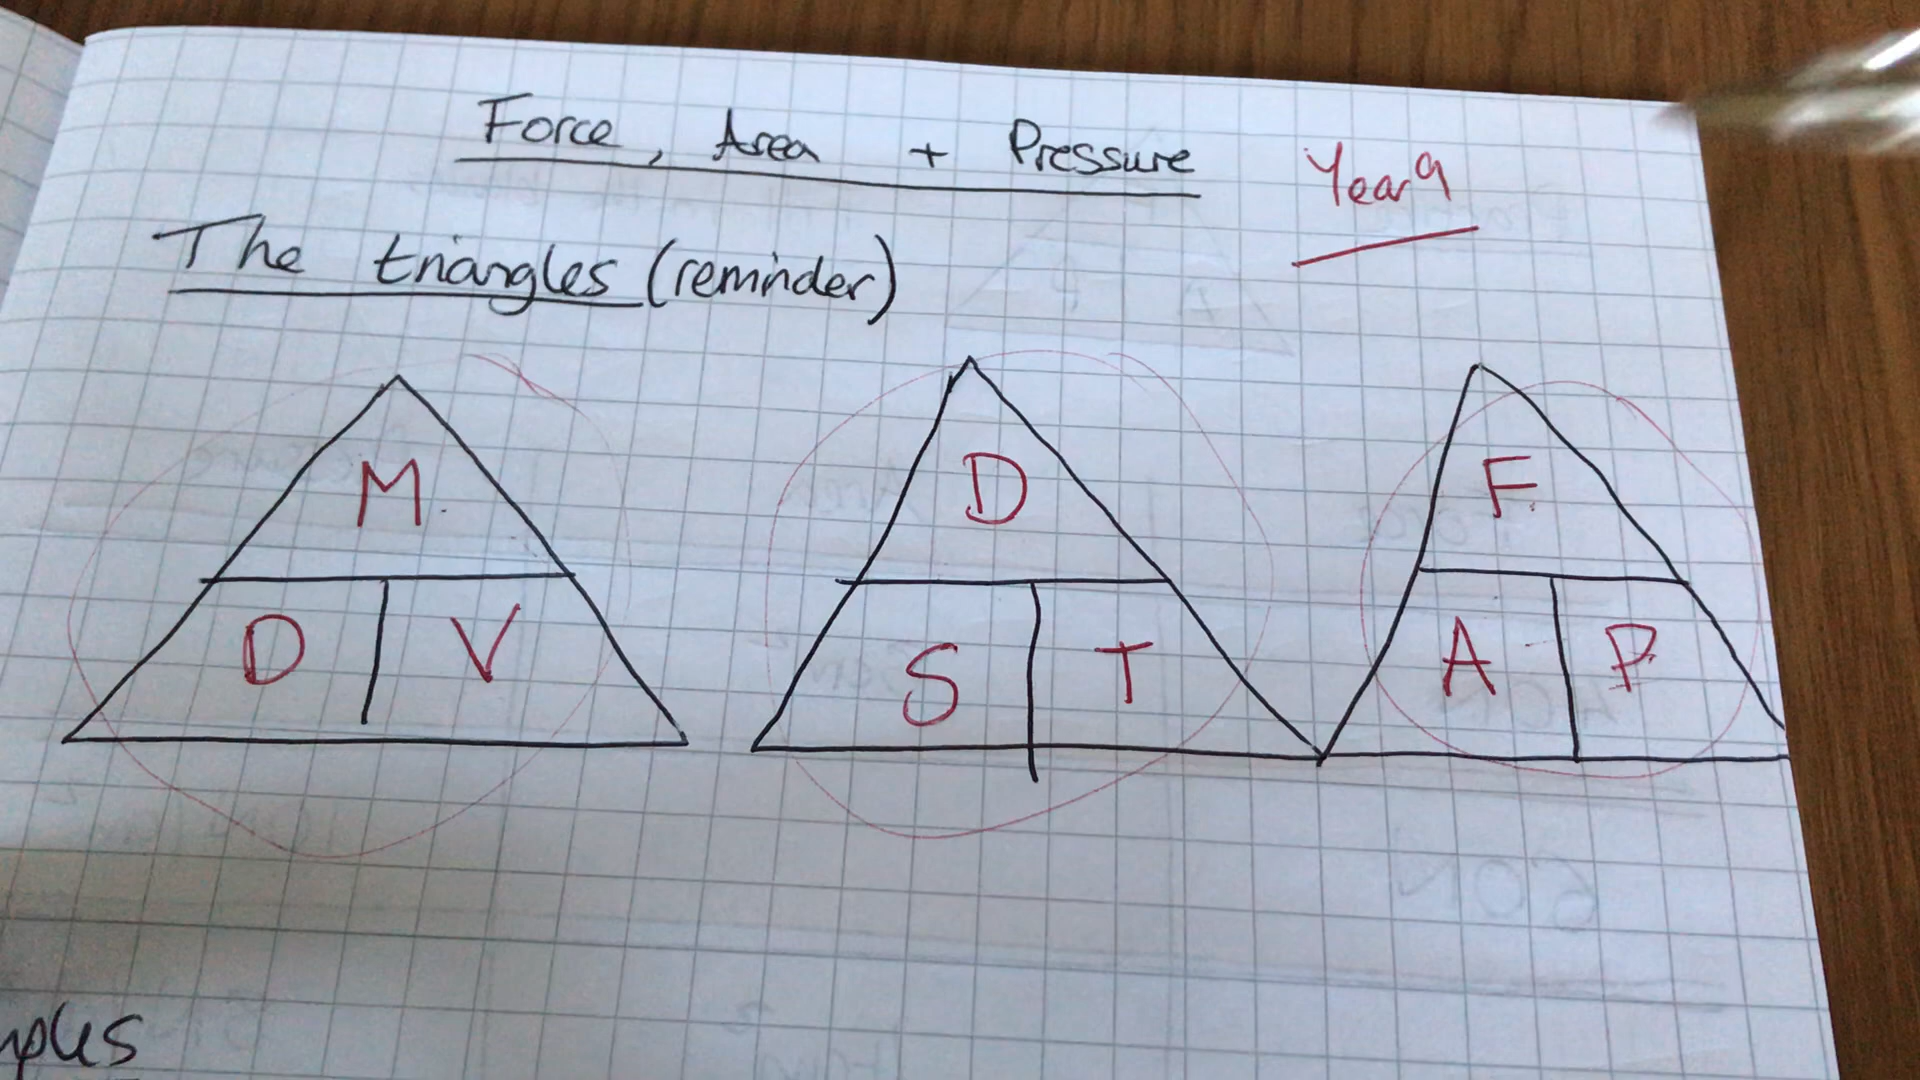 Force, Area + Pressure Year 9
The triangles (reminder)
M D F
D V S T A P